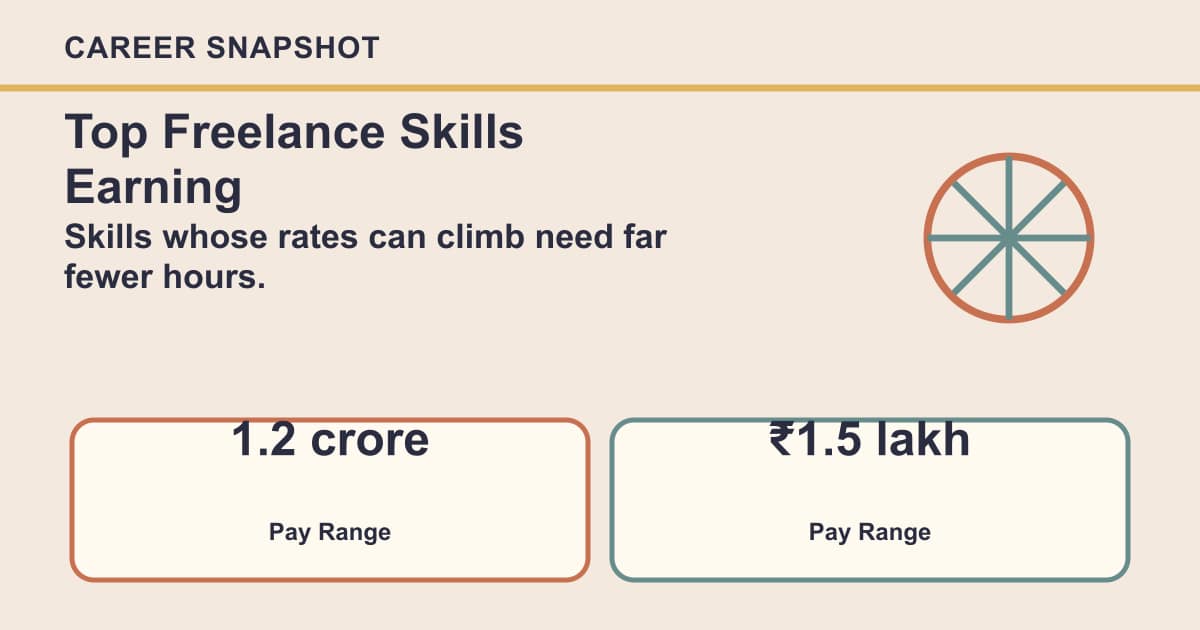 CAREER SNAPSHOT
Top Freelance Skills
Earning
Skills whose rates can climb need far
fewer hours.
1.2 crore
Pay Range
₹1.5 lakh
Pay Range